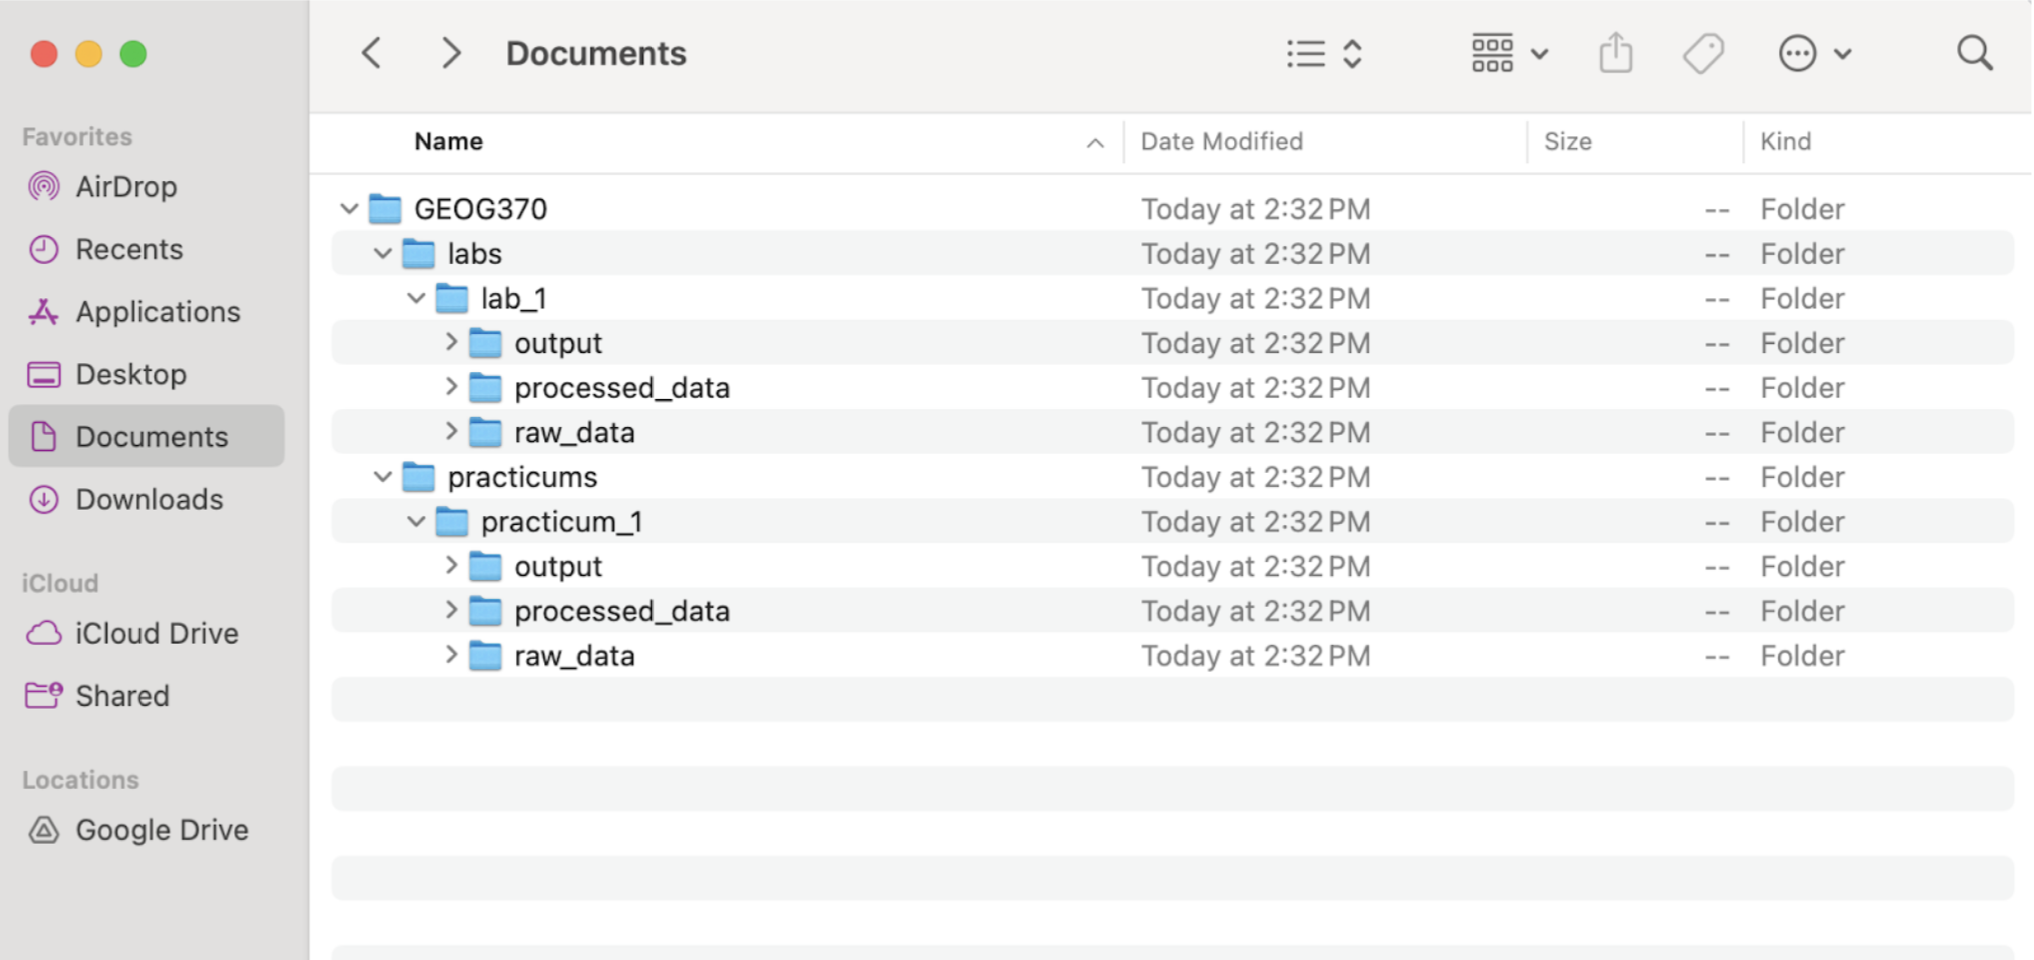 Documents
Favorites
AirDrop
Recents
Applications
Desktop
Documents
Downloads
iCloud
iCloud Drive
Shared
Locations
Google Drive
Name Date Modified Size Kind
GEOG370 Today at 2:32 PM -- Folder
labs Today at 2:32 PM -- Folder
lab_1 Today at 2:32 PM -- Folder
output Today at 2:32 PM -- Folder
processed_data Today at 2:32 PM -- Folder
raw_data Today at 2:32 PM -- Folder
practicums Today at 2:32 PM -- Folder
practicum_1 Today at 2:32 PM -- Folder
output Today at 2:32 PM -- Folder
processed_data Today at 2:32 PM -- Folder
raw_data Today at 2:32 PM -- Folder